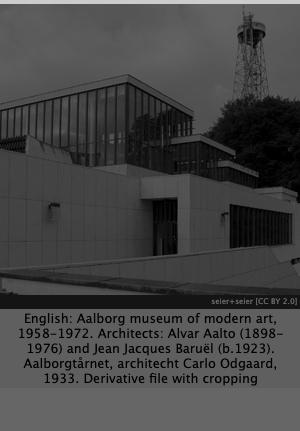 seier+seier [CC BY 2.0]
English: Aalborg museum of modern art,
1958-1972. Architects: Alvar Aalto (1898-
1976) and Jean Jacques Baruël (b.1923).
Aalborgtårnet, architecht Carlo Odgaard,
1933. Derivative file with cropping